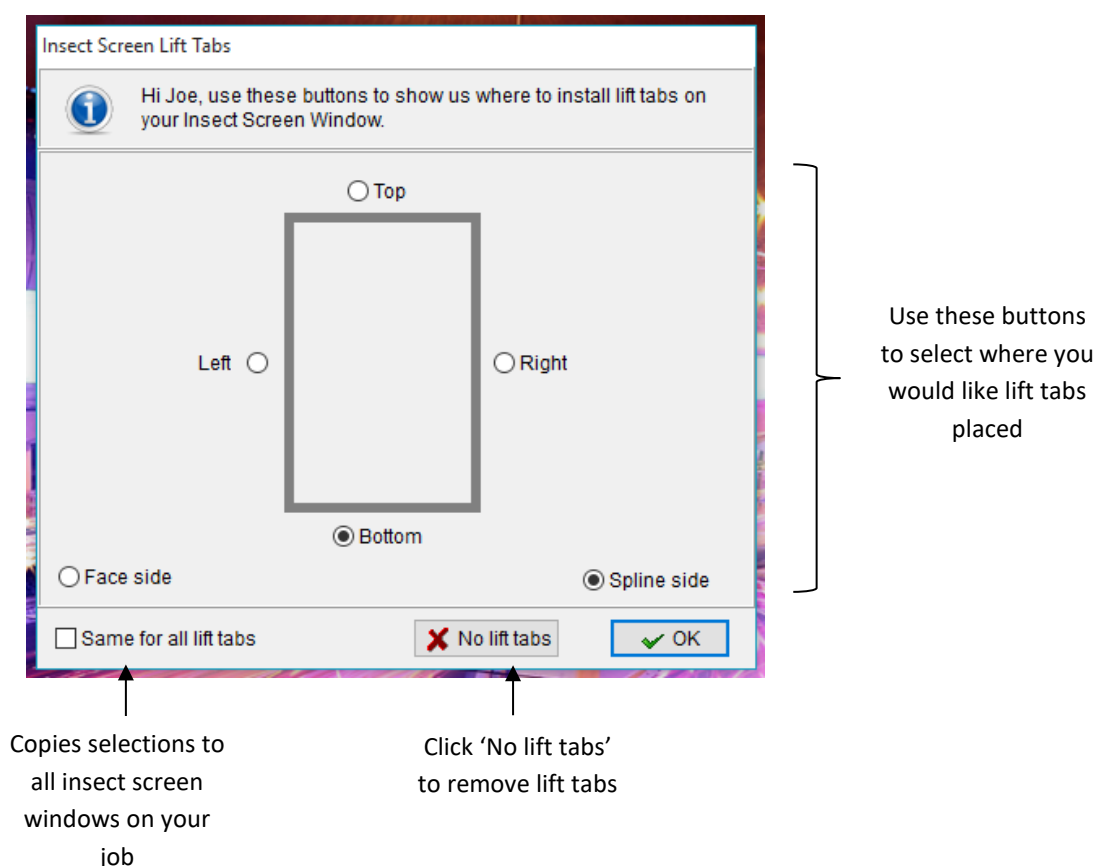 Insect Screen Lift Tabs
Hi Joe, use these buttons to show us where to install lift tabs on
your Insect Screen Window.
Top
Left
Right
Bottom
Face side
Spline side
Same for all lift tabs
No lift tabs
OK
Use these buttons
to select where you
would like lift tabs
placed
Copies selections to
all insect screen
windows on your
job
Click ‘No lift tabs’
to remove lift tabs